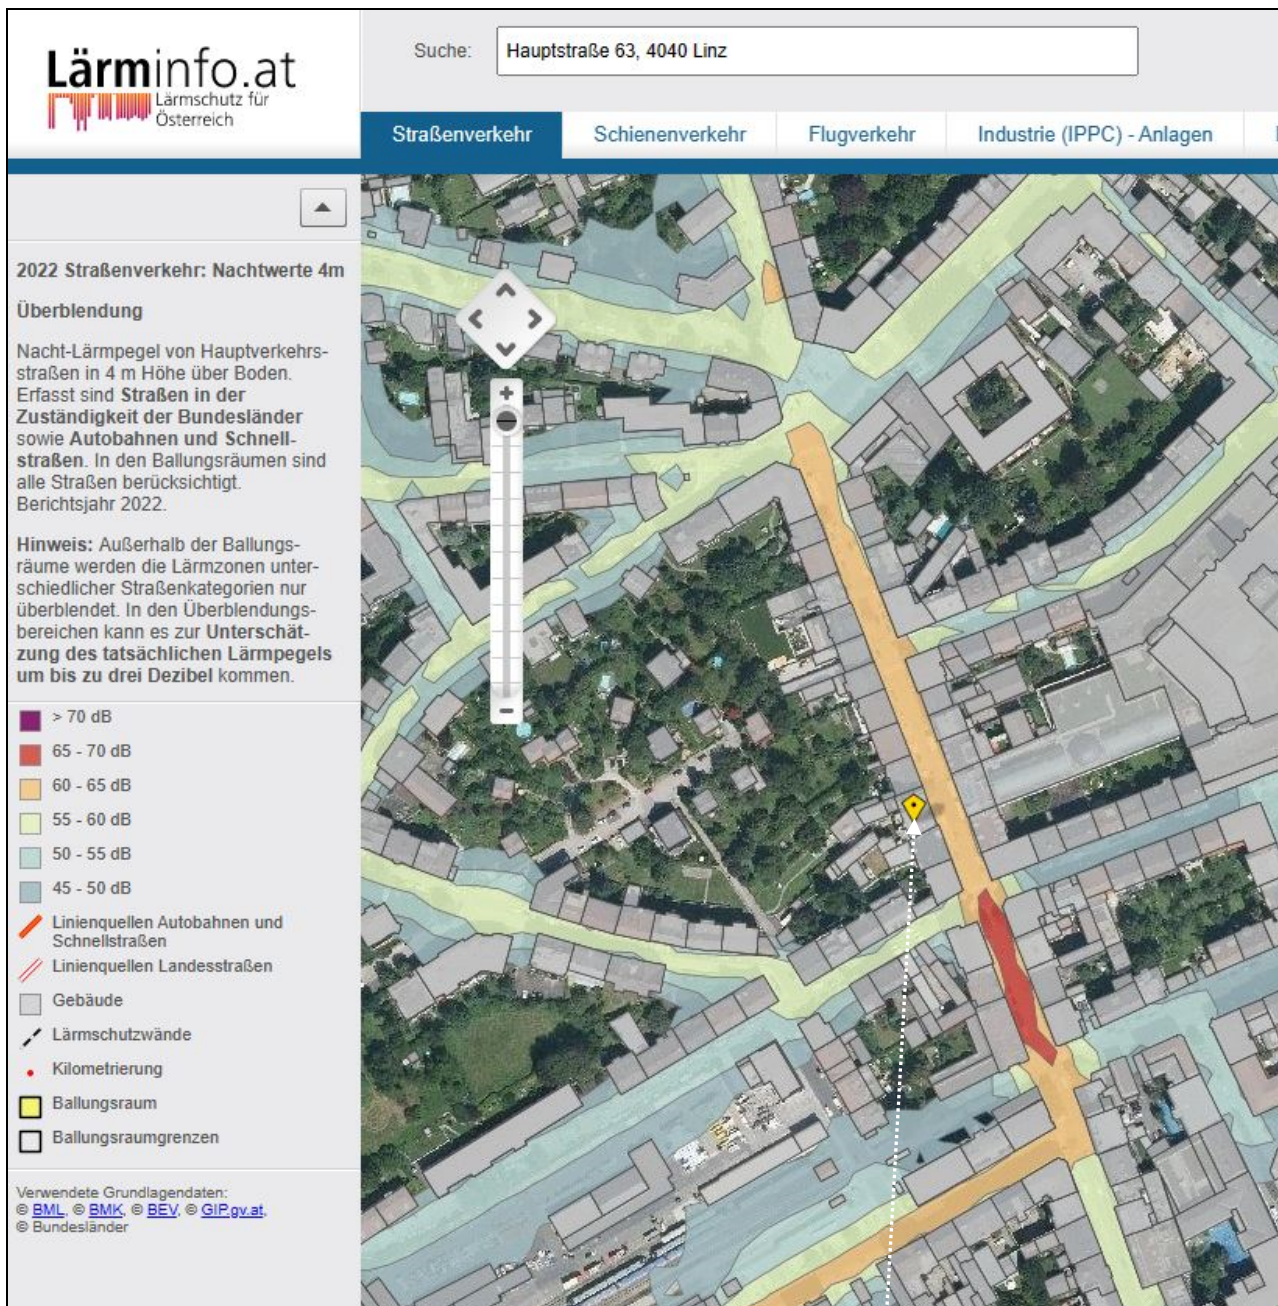 Lärminfo.at
Lärmschutz für
Österreich
Suche:
Hauptstraße 63, 4040 Linz
Straßenverkehr
Schienenverkehr
Flugverkehr
Industrie (IPPC) - Anlagen
2022 Straßenverkehr: Nachtwerte 4m
Überblendung
Nacht-Lärmpegel von Hauptverkehrs-
straßen in 4 m Höhe über Boden.
Erfasst sind Straßen in der
Zuständigkeit der Bundesländer
sowie Autobahnen und Schnell-
straßen. In den Ballungsräumen sind
alle Straßen berücksichtigt.
Berichtsjahr 2022.
Hinweis: Außerhalb der Ballungs-
räume werden die Lärmzonen unter-
schiedlicher Straßenkategorien nur
überblendet. In den Überblendungs-
bereichen kann es zur Unterschät-
zung des tatsächlichen Lärmpegels
um bis zu drei Dezibel kommen.
> 70 dB
65 - 70 dB
60 - 65 dB
55 - 60 dB
50 - 55 dB
45 - 50 dB
Linienquellen Autobahnen und
Schnellstraßen
Linienquellen Landesstraßen
Gebäude
Lärmschutzwände
Kilometrierung
Ballungsraum
Ballungsraumgrenzen
Verwendete Grundlagendaten:
© BML, © BMK, © BEV, © GIP.gv.at,
© Bundesländer